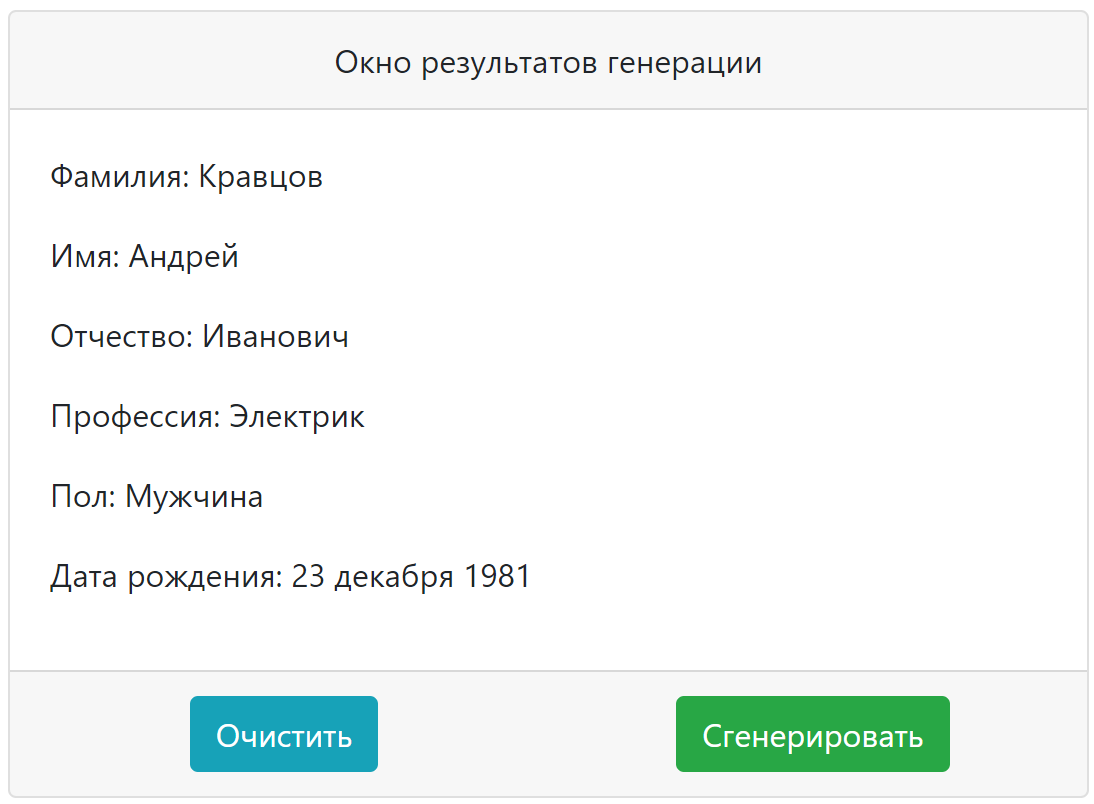 Окно результатов генерации
Фамилия: Кравцов
Имя: Андрей
Отчество: Иванович
Профессия: Электрик
Пол: Мужчина
Дата рождения: 23 декабря 1981
Очистить
Сгенерировать